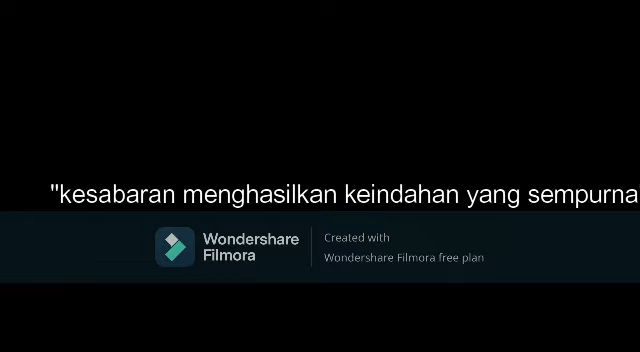 "kesabaran menghasilkan keindahan yang sempurna
Wondershare
Filmora
Created with
Wondershare Filmora free plan